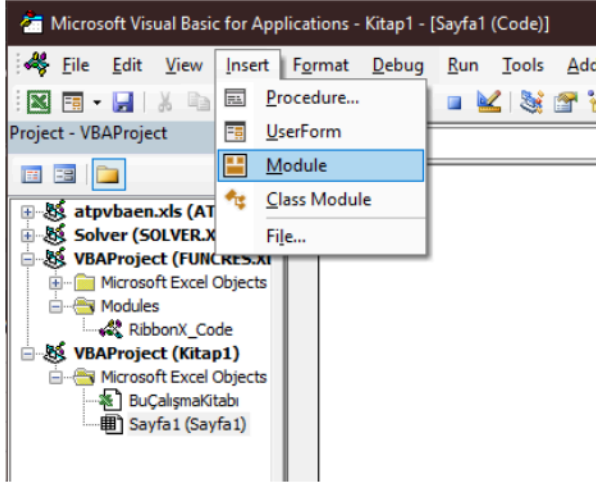 Microsoft Visual Basic for Applications - Kitap1 - [Sayfa1 (Code)]
File Edit View Insert Format Debug Run Tools
Procedure...
Project - VBAProject
UserForm
Module
Class Module
File...
atpvbaen.xls (AT
Solver (SOLVER.X
VBAProject (FUNCRES.XL
Microsoft Excel Objects
Modules
RibbonX_Code
VBAProject (Kitap1)
Microsoft Excel Objects
BuÇalışmaKitabı
Sayfa1 (Sayfa1)